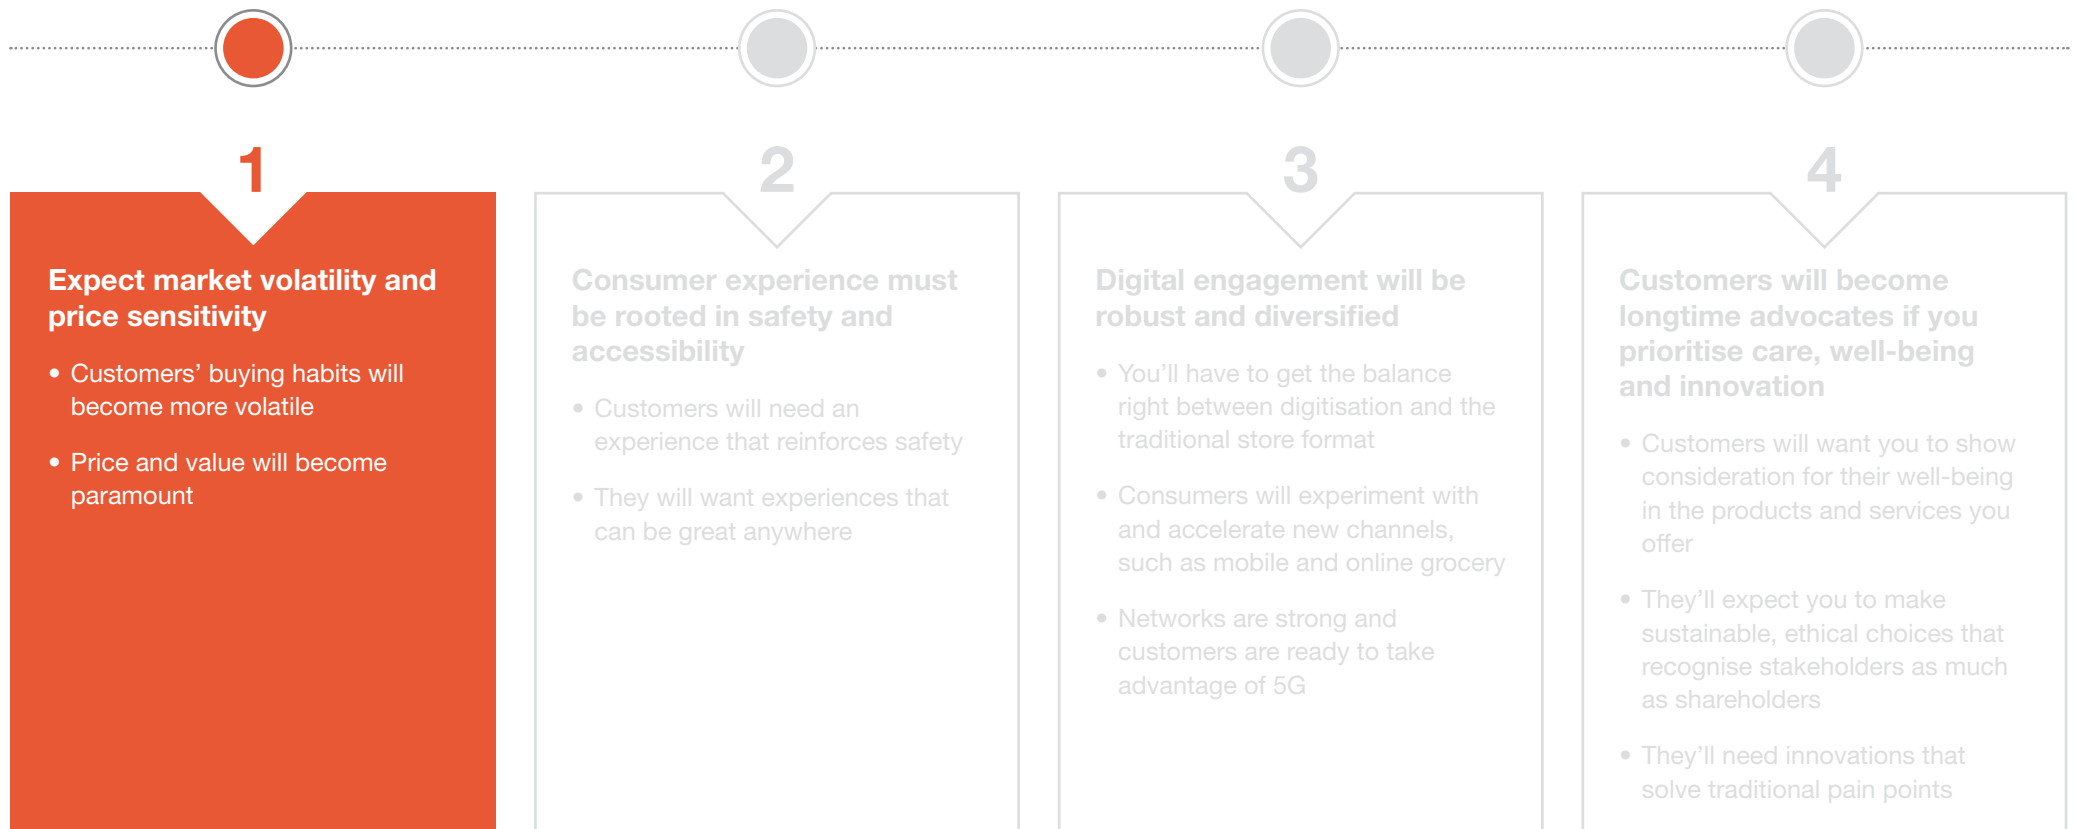 1
Expect market volatility and
price sensitivity
• Customers’ buying habits will
become more volatile
• Price and value will become
paramount
2
Consumer experience must
be rooted in safety and
accessibility
• Customers will need an
experience that reinforces safety
• They will want experiences that
can be great anywhere
3
Digital engagement will be
robust and diversified
• You’ll have to get the balance
right between digitisation and the
traditional store format
• Consumers will experiment with
and accelerate new channels,
such as mobile and online grocery
• Networks are strong and
customers are ready to take
advantage of 5G
4
Customers will become
longtime advocates if you
prioritise care, well-being
and innovation
• Customers will want you to show
consideration for their well-being
in the products and services you
offer
• They’ll expect you to make
sustainable, ethical choices that
recognise stakeholders as much
as shareholders
• They’ll need innovations that
solve traditional pain points